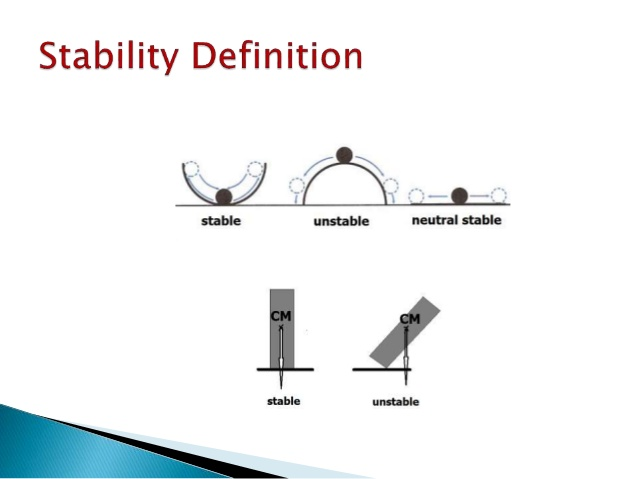 Stability Definition
stable
unstable
neutral stable
CM
CM
stable
unstable